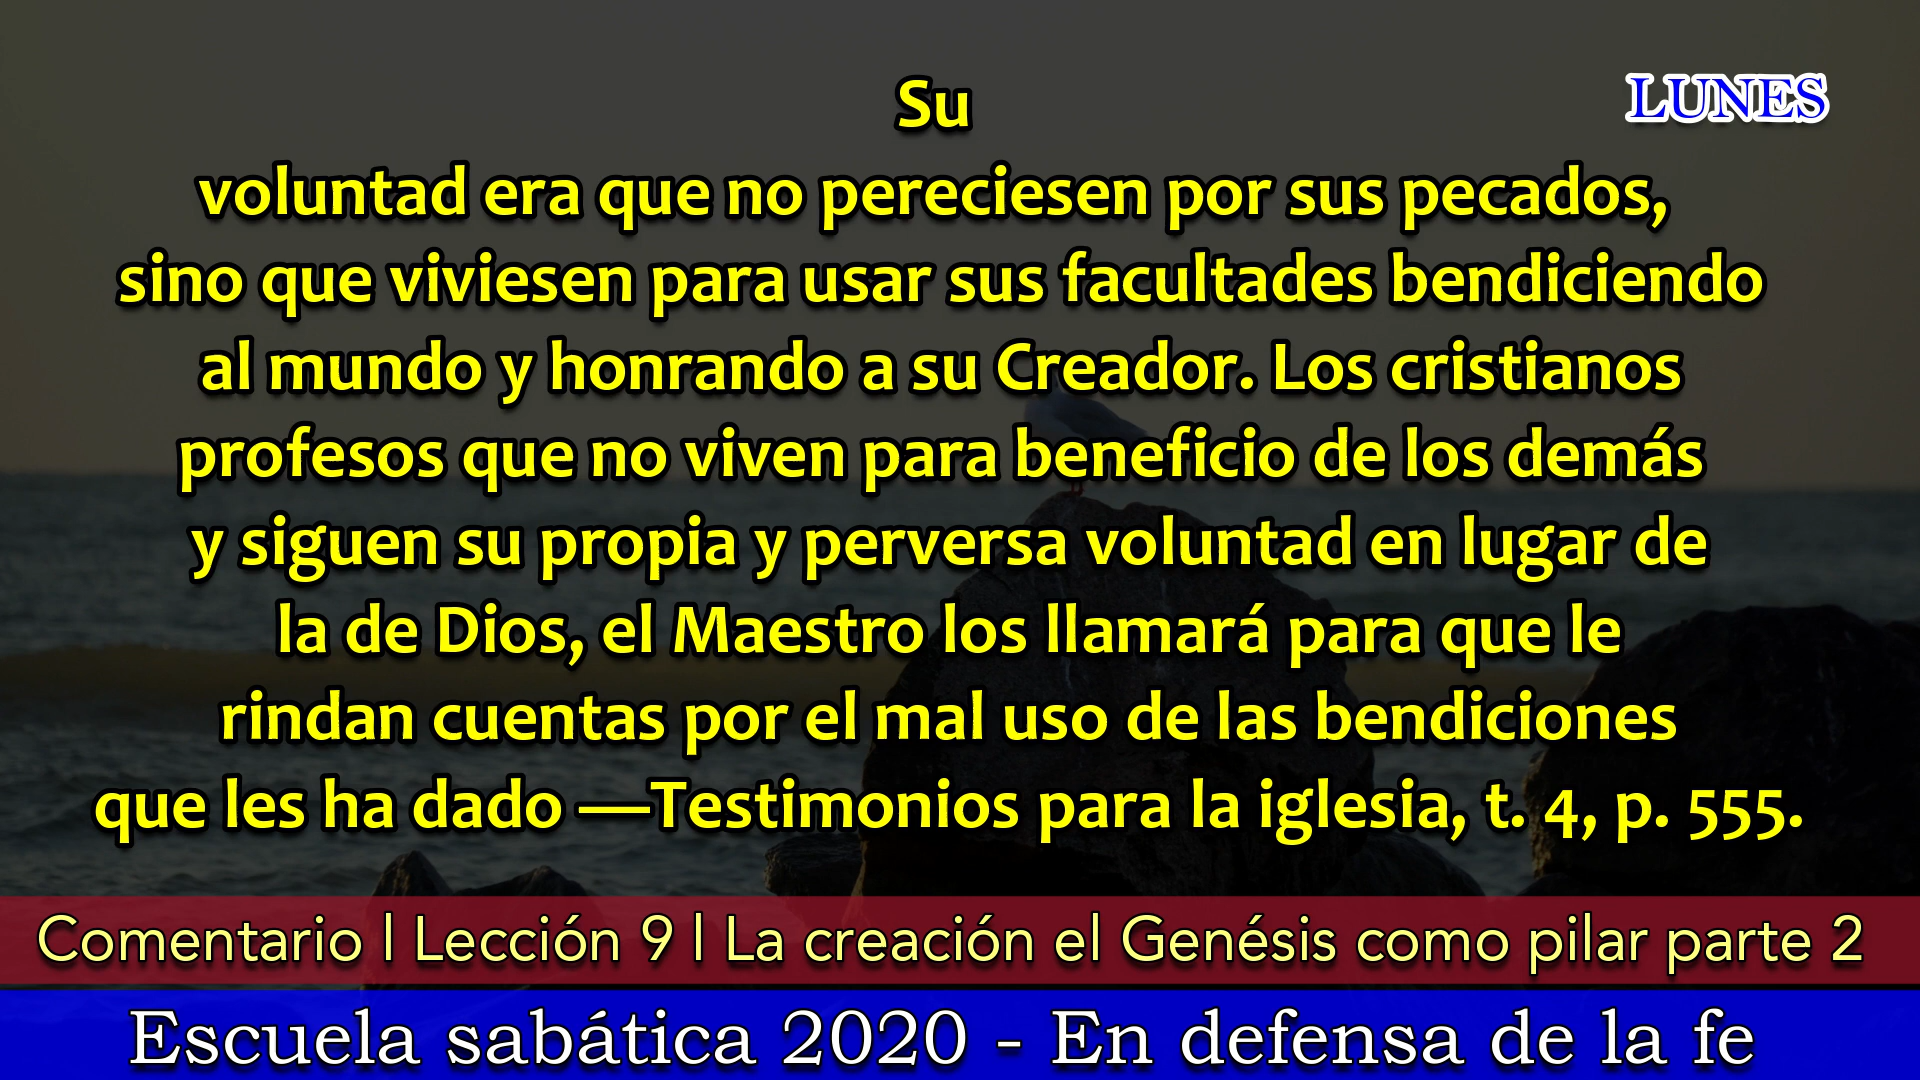 LUNES
Su
voluntad era que no pereciesen por sus pecados,
sino que viviesen para usar sus facultades bendiciendo
al mundo y honrando a su Creador. Los cristianos
profesos que no viven para beneficio de los demás
y siguen su propia y perversa voluntad en lugar de
la de Dios, el Maestro los llamará para que le
rindan cuentas por el mal uso de las bendiciones
que les ha dado —Testimonios para la iglesia, t. 4, p. 555.
Comentario l Lección 9 l La creación el Genésis como pilar parte 2
Escuela sabática 2020 - En defensa de la fe